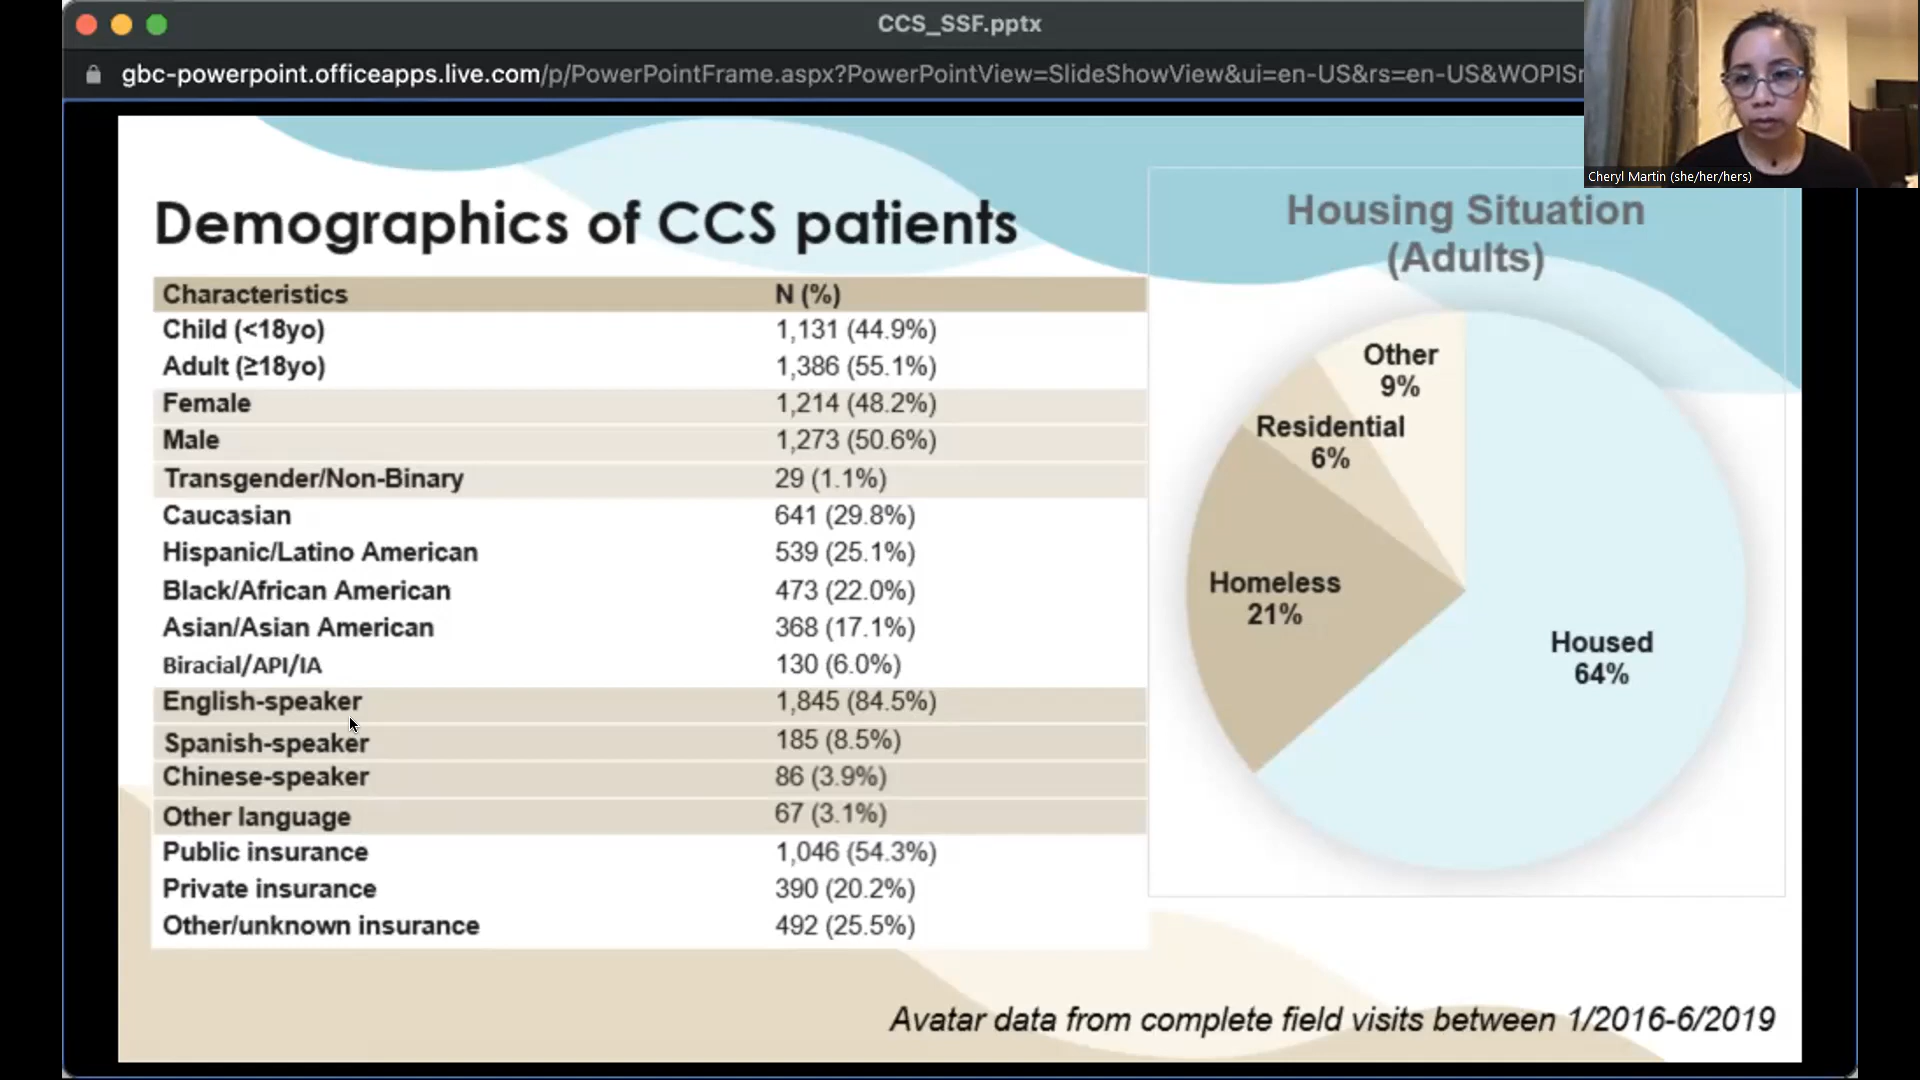 CCS_SSF.pptx
gbc-powerpoint.officeapps.live.com/p/PowerPointFrame.aspx?PowerPointView=SlideShowView&ui=en-US&rs=en-US&WOPISr
Cheryl Martin (she/her/hers)
Demographics of CCS patients
Characteristics N (%)
Child (<18yo) 1,131 (44.9%)
Adult (≥18yo) 1,386 (55.1%)
Female 1,214 (48.2%)
Male 1,273 (50.6%)
Transgender/Non-Binary 29 (1.1%)
Caucasian 641 (29.8%)
Hispanic/Latino American 539 (25.1%)
Black/African American 473 (22.0%)
Asian/Asian American 368 (17.1%)
Biracial/API/IA 130 (6.0%)
English-speaker 1,845 (84.5%)
Spanish-speaker 185 (8.5%)
Chinese-speaker 86 (3.9%)
Other language 67 (3.1%)
Public insurance 1,046 (54.3%)
Private insurance 390 (20.2%)
Other/unknown insurance 492 (25.5%)
Housing Situation
(Adults)
Other
9%
Residential
6%
Homeless
21%
Housed
64%
Avatar data from complete field visits between 1/2016-6/2019